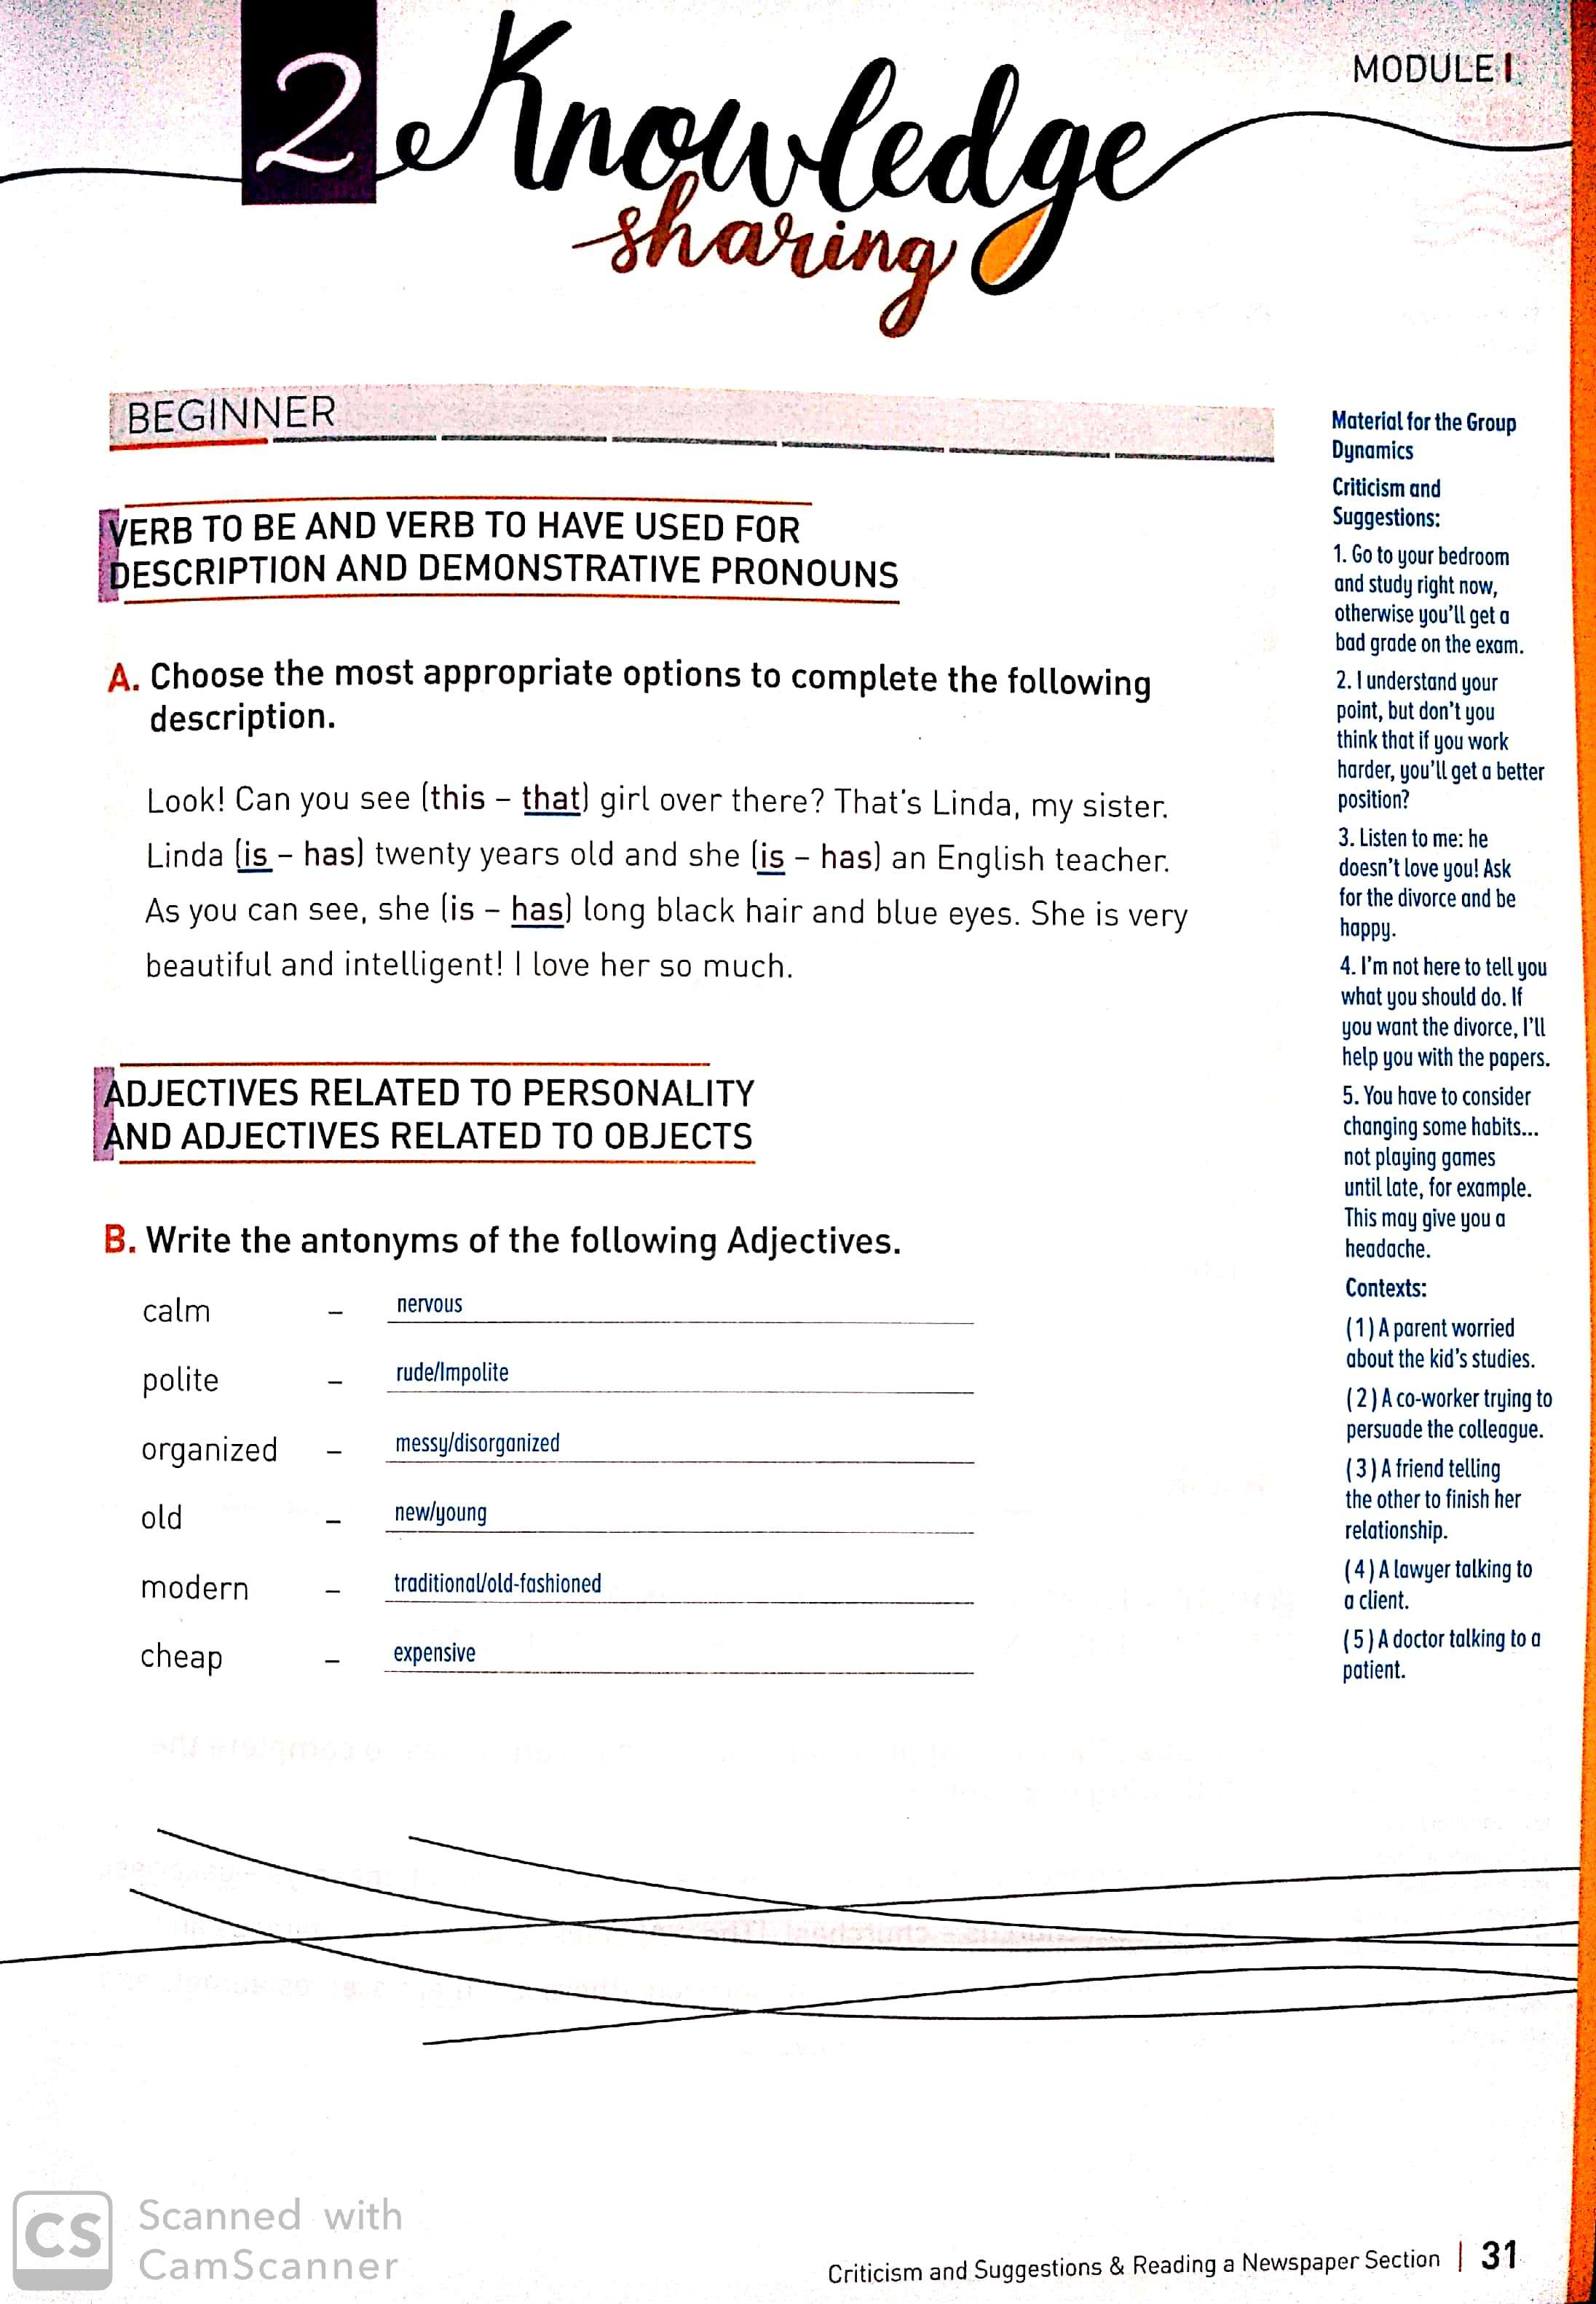 MODULE I
2 Knowledge
sharing
BEGINNER
VERB TO BE AND VERB TO HAVE USED FOR
DESCRIPTION AND DEMONSTRATIVE PRONOUNS
A. Choose the most appropriate options to complete the following
description.
Look! Can you see (this – that) girl over there? That's Linda, my sister.
Linda (is – has) twenty years old and she (is – has) an English teacher.
As you can see, she (is – has) long black hair and blue eyes. She is very
beautiful and intelligent! I love her so much.
ADJECTIVES RELATED TO PERSONALITY
AND ADJECTIVES RELATED TO OBJECTS
B. Write the antonyms of the following Adjectives.
calm – nervous
polite – rude/Impolite
organized – messy/disorganized
old – new/young
modern – traditional/old-fashioned
cheap – expensive
Material for the Group
Dynamics
Criticism and
Suggestions:
1. Go to your bedroom
and study right now,
otherwise you'll get a
bad grade on the exam.
2. I understand your
point, but don't you
think that if you work
harder, you'll get a better
position?
3. Listen to me: he
doesn't love you! Ask
for the divorce and be
happy.
4. I'm not here to tell you
what you should do. If
you want the divorce, I'll
help you with the papers.
5. You have to consider
changing some habits...
not playing games
until late, for example.
This may give you a
headache.
Contexts:
(1) A parent worried
about the kid's studies.
(2) A co-worker trying to
persuade the colleague.
(3) A friend telling
the other to finish her
relationship.
(4) A lawyer talking to
a client.
(5) A doctor talking to a
patient.
CS
Scanned with
CamScanner
Criticism and Suggestions & Reading a Newspaper Section | 31